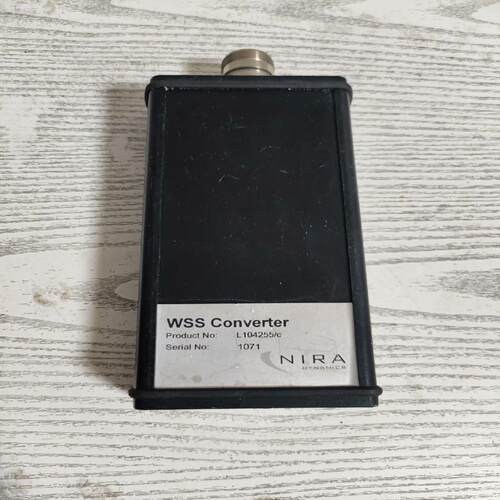 WSS Converter
Product No: L104255/c
Serial No: 1071
NIRA
DYNAMICS